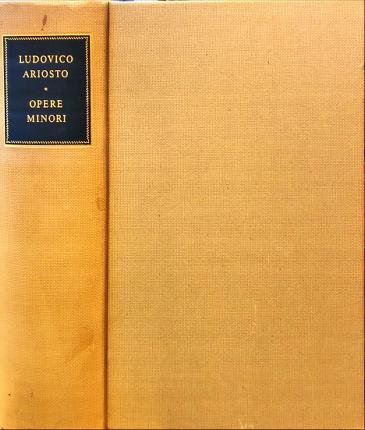 LUDOVICO
ARIOSTO
*
OPERE
MINORI